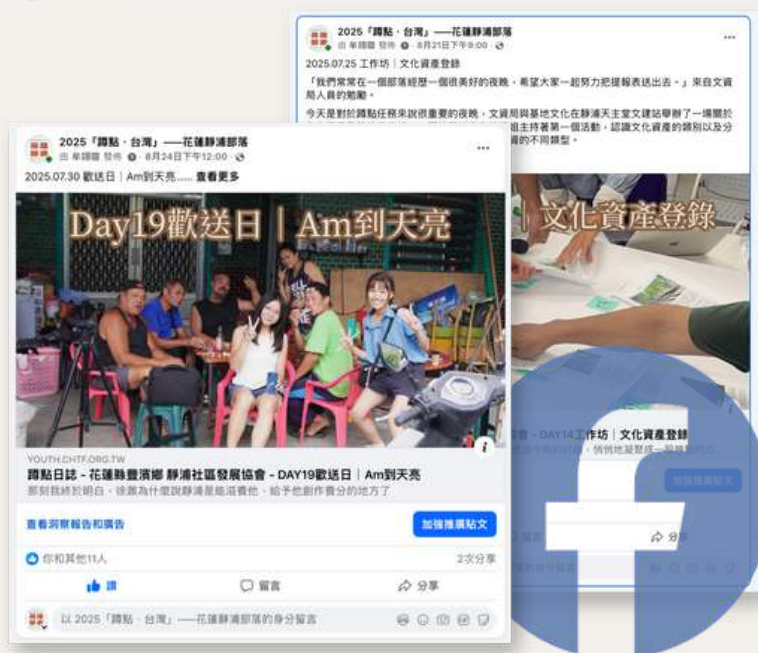 2025「蹲點‧台灣」——花蓮靜浦部落
8月21日下午9:00
2025.07.25 工作坊｜文化資產登錄
「我們常常在一個部落經歷一個很美好的夜晚，希望大家一起努力把提報表送出去。」來自文資
局人員的勉勵。
今天是對於蹲點任務來說很重要的夜晚，文資局與基地文化在靜浦天主堂文建站舉辦了一場關於
姐主持著第一個活動，認識文化資產的類別以及分
資的不同類型。
文化資產登錄
DAY14工作坊｜文化資產登錄
加強推廣貼文
留言
分享
2025「蹲點‧台灣」——花蓮靜浦部落
8月24日下午12:00
2025.07.30 歡送日｜Am到天亮..... 查看更多
Day19歡送日｜Am到天亮
YOUTH.CHTF.ORG.TW
蹲點日誌 - 花蓮縣豐濱鄉 靜浦社區發展協會 - DAY19歡送日｜Am到天亮
那刻我終於明白，徐蕭為什麼說靜浦是能滋養他、給予他創作養分的地方了
查看洞察報告和廣告
加強推廣貼文
你和其他11人
2次分享
讚
留言
分享
以 2025「蹲點‧台灣」——花蓮靜浦部落的身分留言